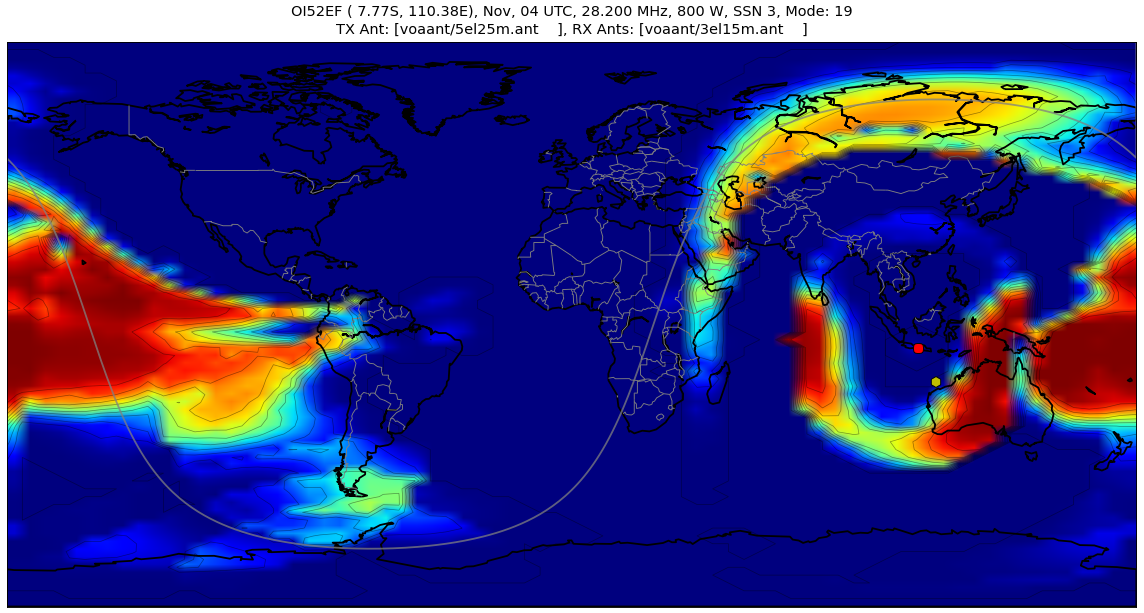 OI52EF ( 7.77S, 110.38E), Nov, 04 UTC, 28.200 MHz, 800 W, SSN 3, Mode: 19
TX Ant: [voaant/5el25m.ant    ], RX Ants: [voaant/3el15m.ant    ]